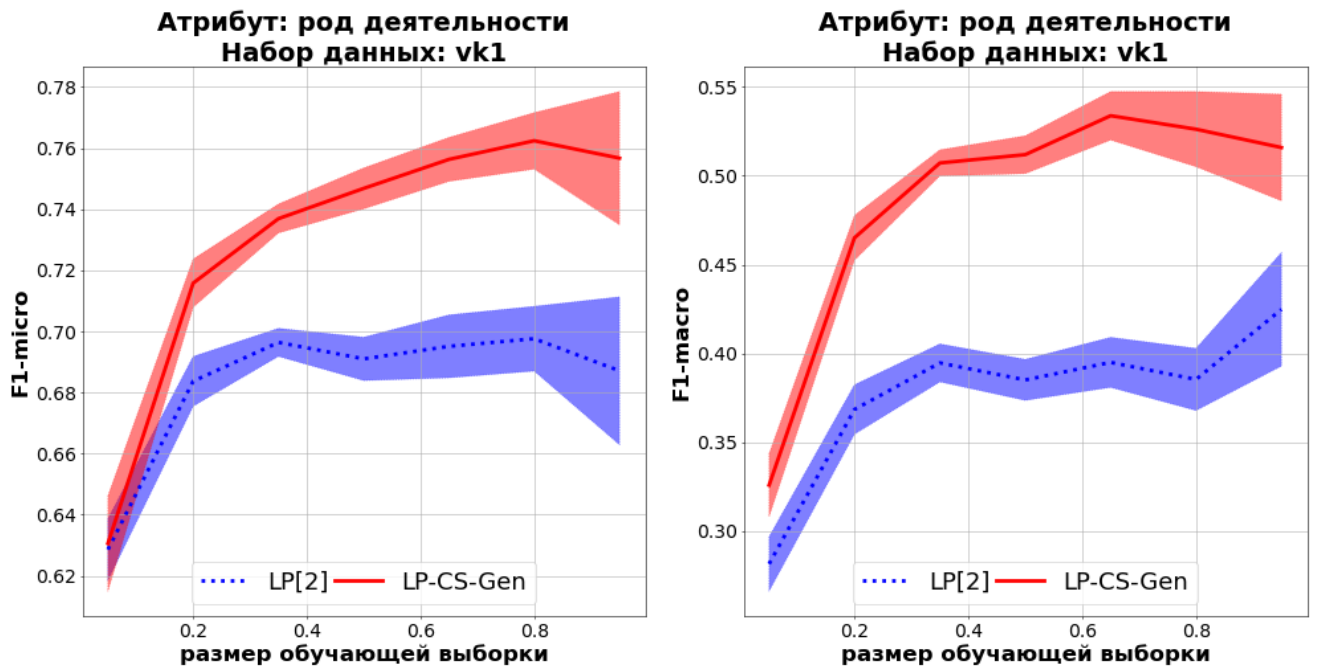 Атрибут: род деятельности
Набор данных: vk1
0.78
0.76
0.74
0.72
0.70
0.68
0.66
0.64
0.62
F1-micro
LP[2] LP-CS-Gen
0.2 0.4 0.6 0.8
размер обучающей выборки
Атрибут: род деятельности
Набор данных: vk1
0.55
0.50
0.45
0.40
0.35
0.30
F1-macro
LP[2] LP-CS-Gen
0.2 0.4 0.6 0.8
размер обучающей выборки